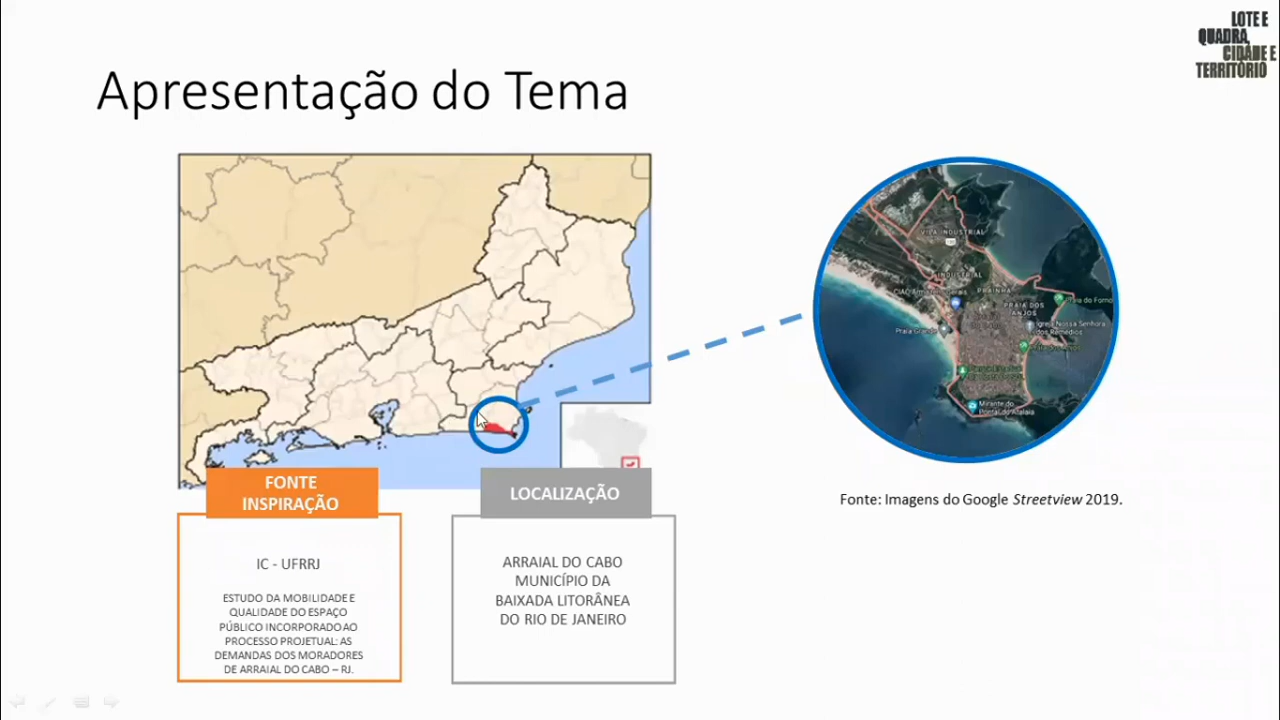 LOTE E
QUADRA,
CIDADE E
TERRITÓRIO
Apresentação do Tema
VILA INDUSTRIAL
INDUSTRIAL
PRAINHA
PRAIA DOS
ANJOS
Praia do Forno
Igreja Nossa Senhora
dos Remédios
Praia Grande
Mirante do
Pontal do Atalaia
Fonte: Imagens do Google Streetview 2019.
FONTE
INSPIRAÇÃO
IC - UFRRJ
ESTUDO DA MOBILIDADE E
QUALIDADE DO ESPAÇO
PÚBLICO INCORPORADO AO
PROCESSO PROJETUAL: AS
DEMANDAS DOS MORADORES
DE ARRAIAL DO CABO – RJ.
LOCALIZAÇÃO
ARRAIAL DO CABO
MUNICÍPIO DA
BAIXADA LITORÂNEA
DO RIO DE JANEIRO